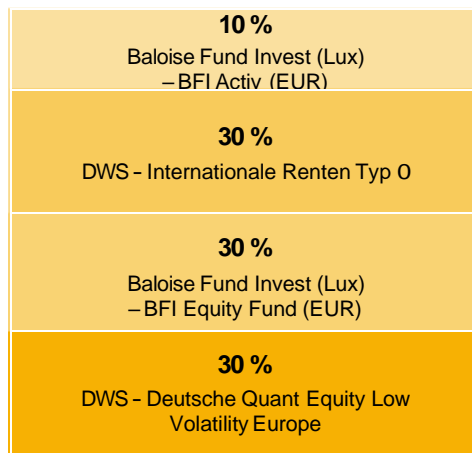 10 %
Baloise Fund Invest (Lux)
– BFI Activ (EUR)
30 %
DWS – Internationale Renten Typ O
30 %
Baloise Fund Invest (Lux)
– BFI Equity Fund (EUR)
30 %
DWS – Deutsche Quant Equity Low
Volatility Europe